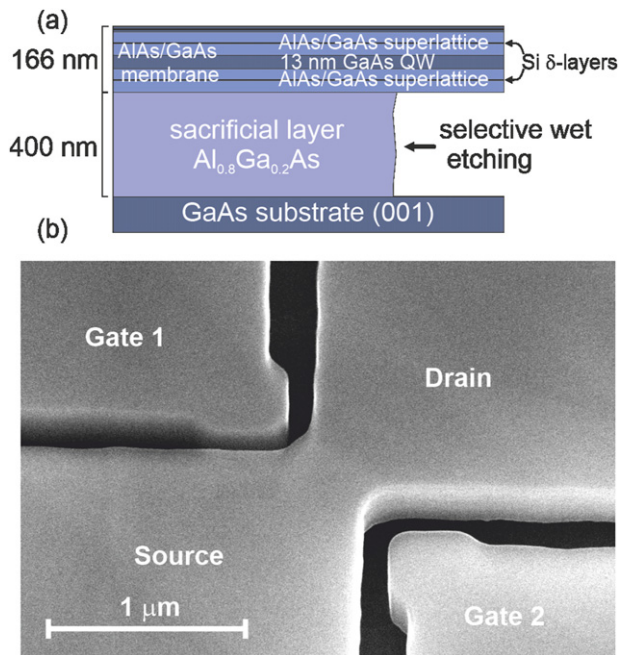 (a)
166 nm
AlAs/GaAs membrane
AlAs/GaAs superlattice
13 nm GaAs QW
AlAs/GaAs superlattice
Si δ-layers
400 nm
sacrificial layer
Al₀.₈Ga₀.₂As
selective wet
etching
GaAs substrate (001)
(b)
Gate 1
Drain
Source
1 μm
Gate 2